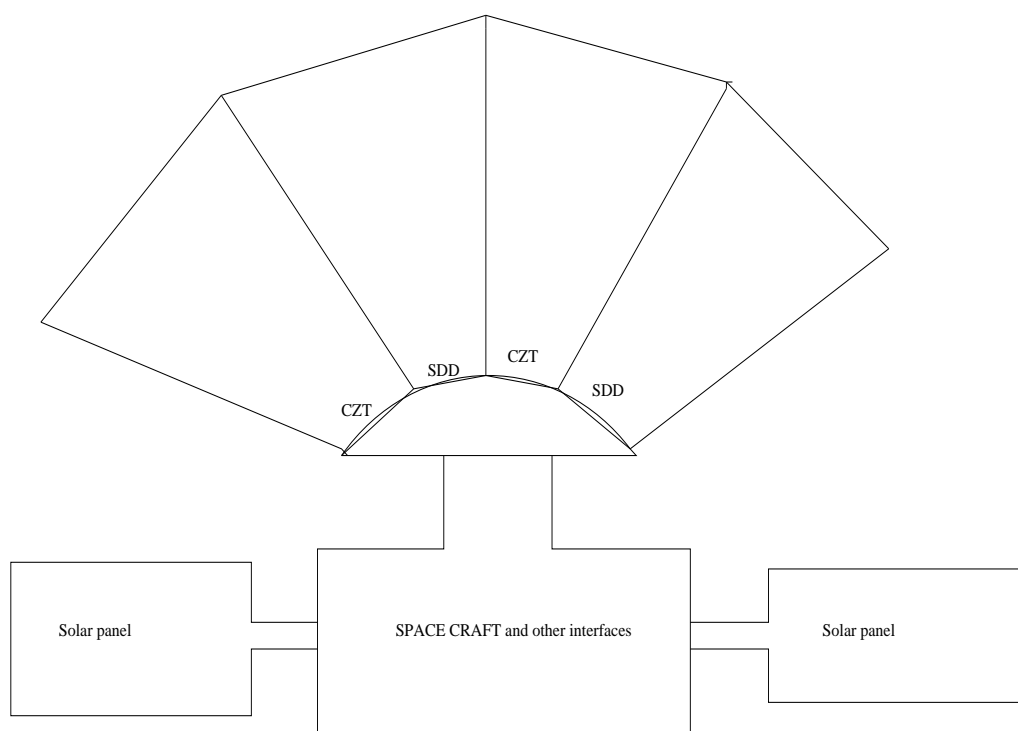 CZT
SDD
CZT
SDD
Solar panel
SPACE CRAFT and other interfaces
Solar panel